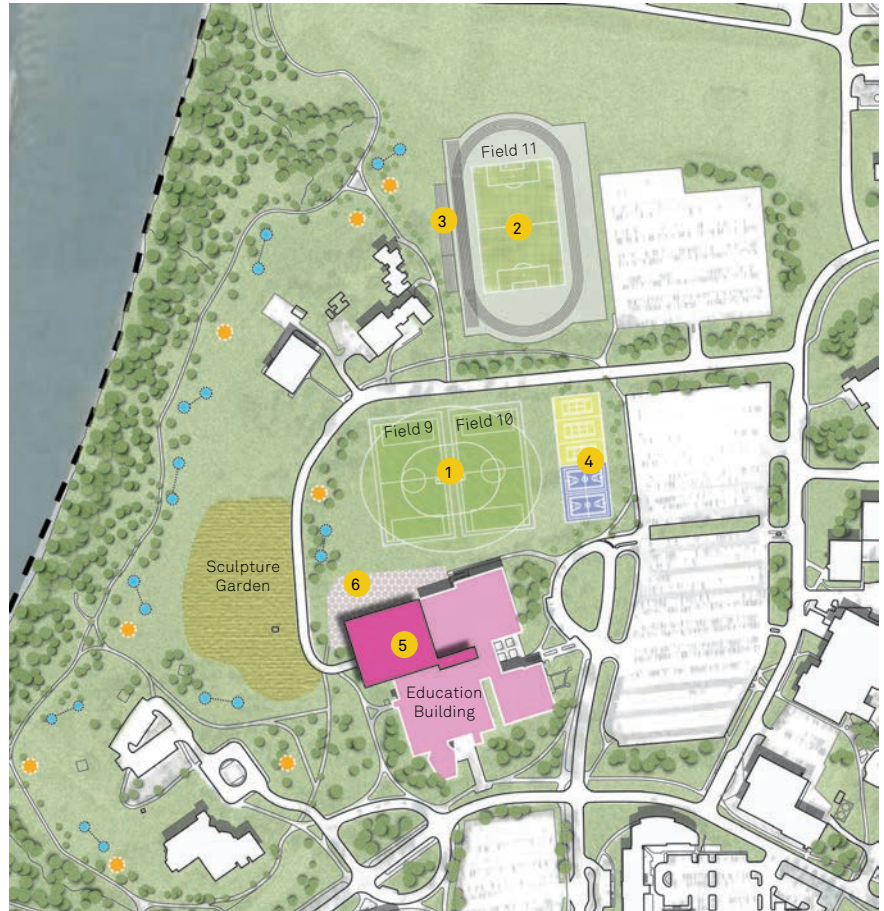 Field 11
3
2
Field 9
Field 10
1
4
Sculpture
Garden
6
5
Education
Building